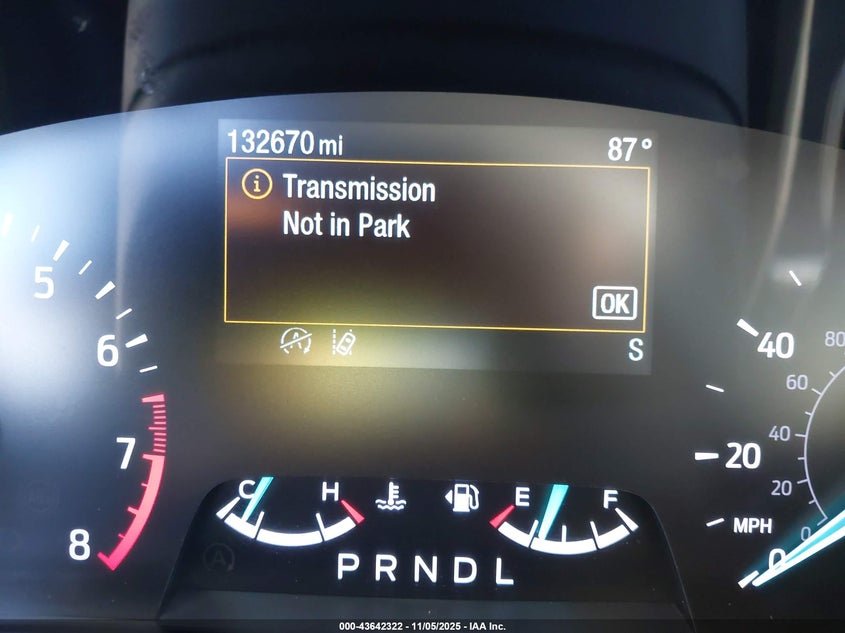 132670 mi 87°
i Transmission
Not in Park
OK
A S
5
6
7
8
40
20
MPH
0
80
60
40
20
0
C H E F
A
PRNDL
000-43642322 - 11/05/2025 - IAA Inc.